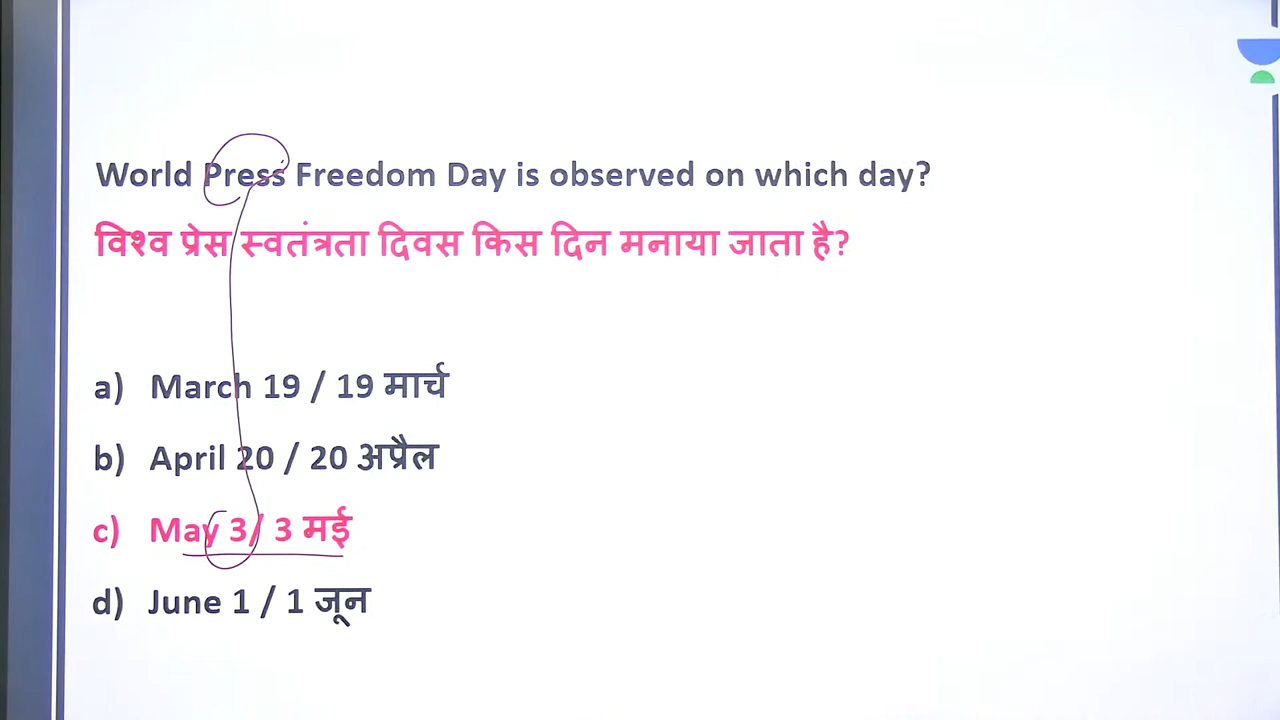 World Press Freedom Day is observed on which day?
विश्व प्रेस स्वतंत्रता दिवस किस दिन मनाया जाता है?
a) March 19 / 19 मार्च
b) April 20 / 20 अप्रैल
c) May 3/ 3 मई
d) June 1 / 1 जून